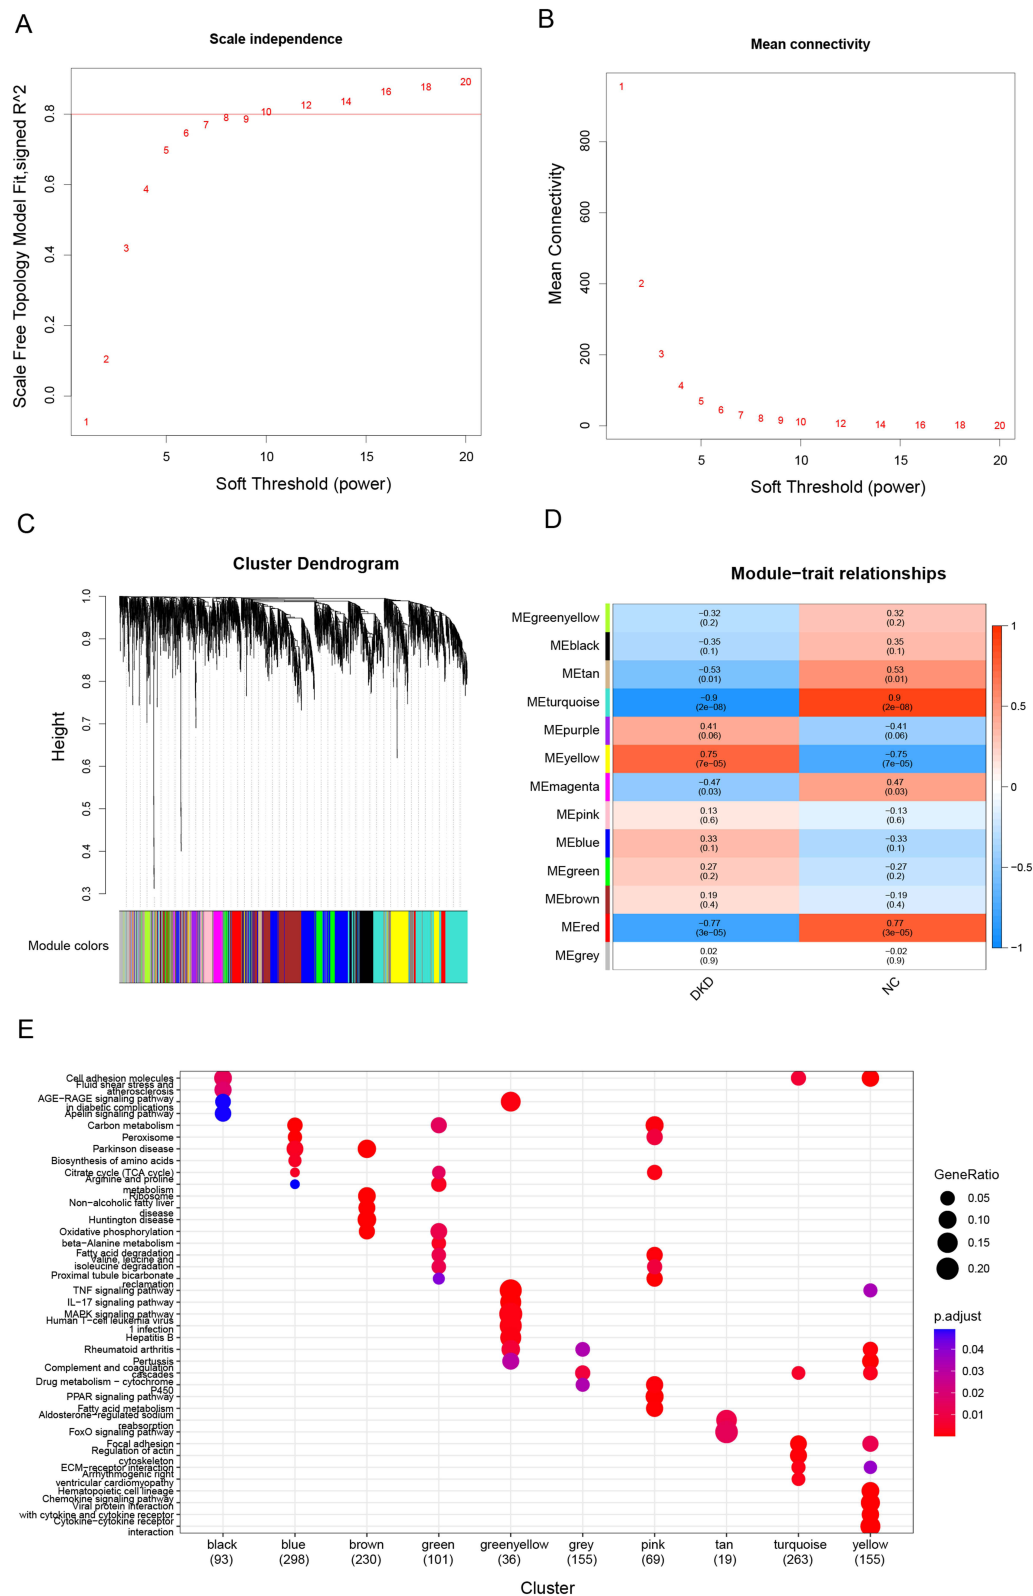 A
Scale independence
Scale Free Topology Model Fit,signed R^2
0.0
0.2
0.4
0.6
0.8
1
2
3
4
5
6
7
8
9
10
12
14
16
18
20
5
10
15
20
Soft Threshold (power)
B
Mean connectivity
Mean Connectivity
0
200
400
600
800
1
2
3
4
5
6
7
8
9
10
12
14
16
18
20
5
10
15
20
Soft Threshold (power)
C
Cluster Dendrogram
Height
1.0
0.9
0.8
0.7
0.6
0.5
0.4
0.3
Module colors
D
Module−trait relationships
MEgreenyellow
−0.32
(0.2)
0.32
(0.2)
MEblack
−0.35
(0.1)
0.35
(0.1)
MEtan
−0.53
(0.01)
0.53
(0.01)
MEturquoise
−0.9
(2e−08)
0.9
(2e−08)
MEpurple
0.41
(0.06)
−0.41
(0.06)
MEyellow
0.75
(7e−05)
−0.75
(7e−05)
MEmagenta
−0.47
(0.03)
0.47
(0.03)
MEpink
0.13
(0.6)
−0.13
(0.6)
MEblue
0.33
(0.1)
−0.33
(0.1)
MEgreen
0.27
(0.2)
−0.27
(0.2)
MEbrown
0.19
(0.4)
−0.19
(0.4)
MEred
−0.77
(3e−05)
0.77
(3e−05)
MEgrey
0.02
(0.9)
−0.02
(0.9)
DKD
NC
1
0.5
0
−0.5
−1
E
Cell adhesion molecules
Fluid shear stress and
atherosclerosis
AGE−RAGE signaling pathway
in diabetic complications
Apelin signaling pathway
Carbon metabolism
Peroxisome
Parkinson disease
Biosynthesis of amino acids
Citrate cycle (TCA cycle)
Arginine and proline
metabolism
Ribosome
Non−alcoholic fatty liver
disease
Huntington disease
Oxidative phosphorylation
beta−Alanine metabolism
Fatty acid degradation
Valine, leucine and
isoleucine degradation
Proximal tubule bicarbonate
reclamation
TNF signaling pathway
IL−17 signaling pathway
MAPK signaling pathway
Human T−cell leukemia virus
1 infection
Hepatitis B
Rheumatoid arthritis
Pertussis
Complement and coagulation
cascades
Drug metabolism − cytochrome
P450
PPAR signaling pathway
Fatty acid metabolism
Aldosterone−regulated sodium
reabsorption
FoxO signaling pathway
Focal adhesion
Regulation of actin
cytoskeleton
ECM−receptor interaction
Arrhythmogenic right
ventricular cardiomyopathy
Hematopoietic cell lineage
Chemokine signaling pathway
Viral protein interaction
with cytokine and cytokine receptor
Cytokine−cytokine receptor
interaction
black
(93)
blue
(298)
brown
(230)
green
(101)
greenyellow
(36)
grey
(155)
pink
(69)
tan
(19)
turquoise
(263)
yellow
(155)
Cluster
GeneRatio
0.05
0.10
0.15
0.20
p.adjust
0.04
0.03
0.02
0.01